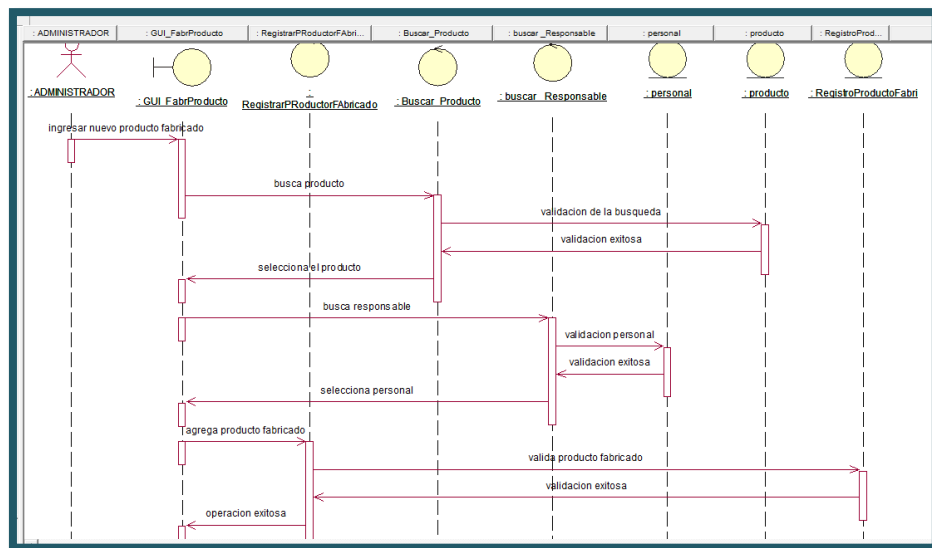 : ADMINISTRADOR
: GUI_FabrProducto
: RegistrarPRoductorFAbri...
: Buscar_Producto
: buscar _Responsable
: personal
: producto
: RegistroProd...
: ADMINISTRADOR
: GUI_FabrProducto
:
RegistrarPRoductorFAbricado
: Buscar_Producto
: buscar _Responsable
: personal
: producto
: RegistroProductoFabri
ingresar nuevo producto fabricado
busca producto
validacion de la busqueda
validacion exitosa
selecciona el producto
busca responsable
validacion personal
validacion exitosa
selecciona personal
agrega producto fabricado
valida producto fabricado
validacion exitosa
operacion exitosa